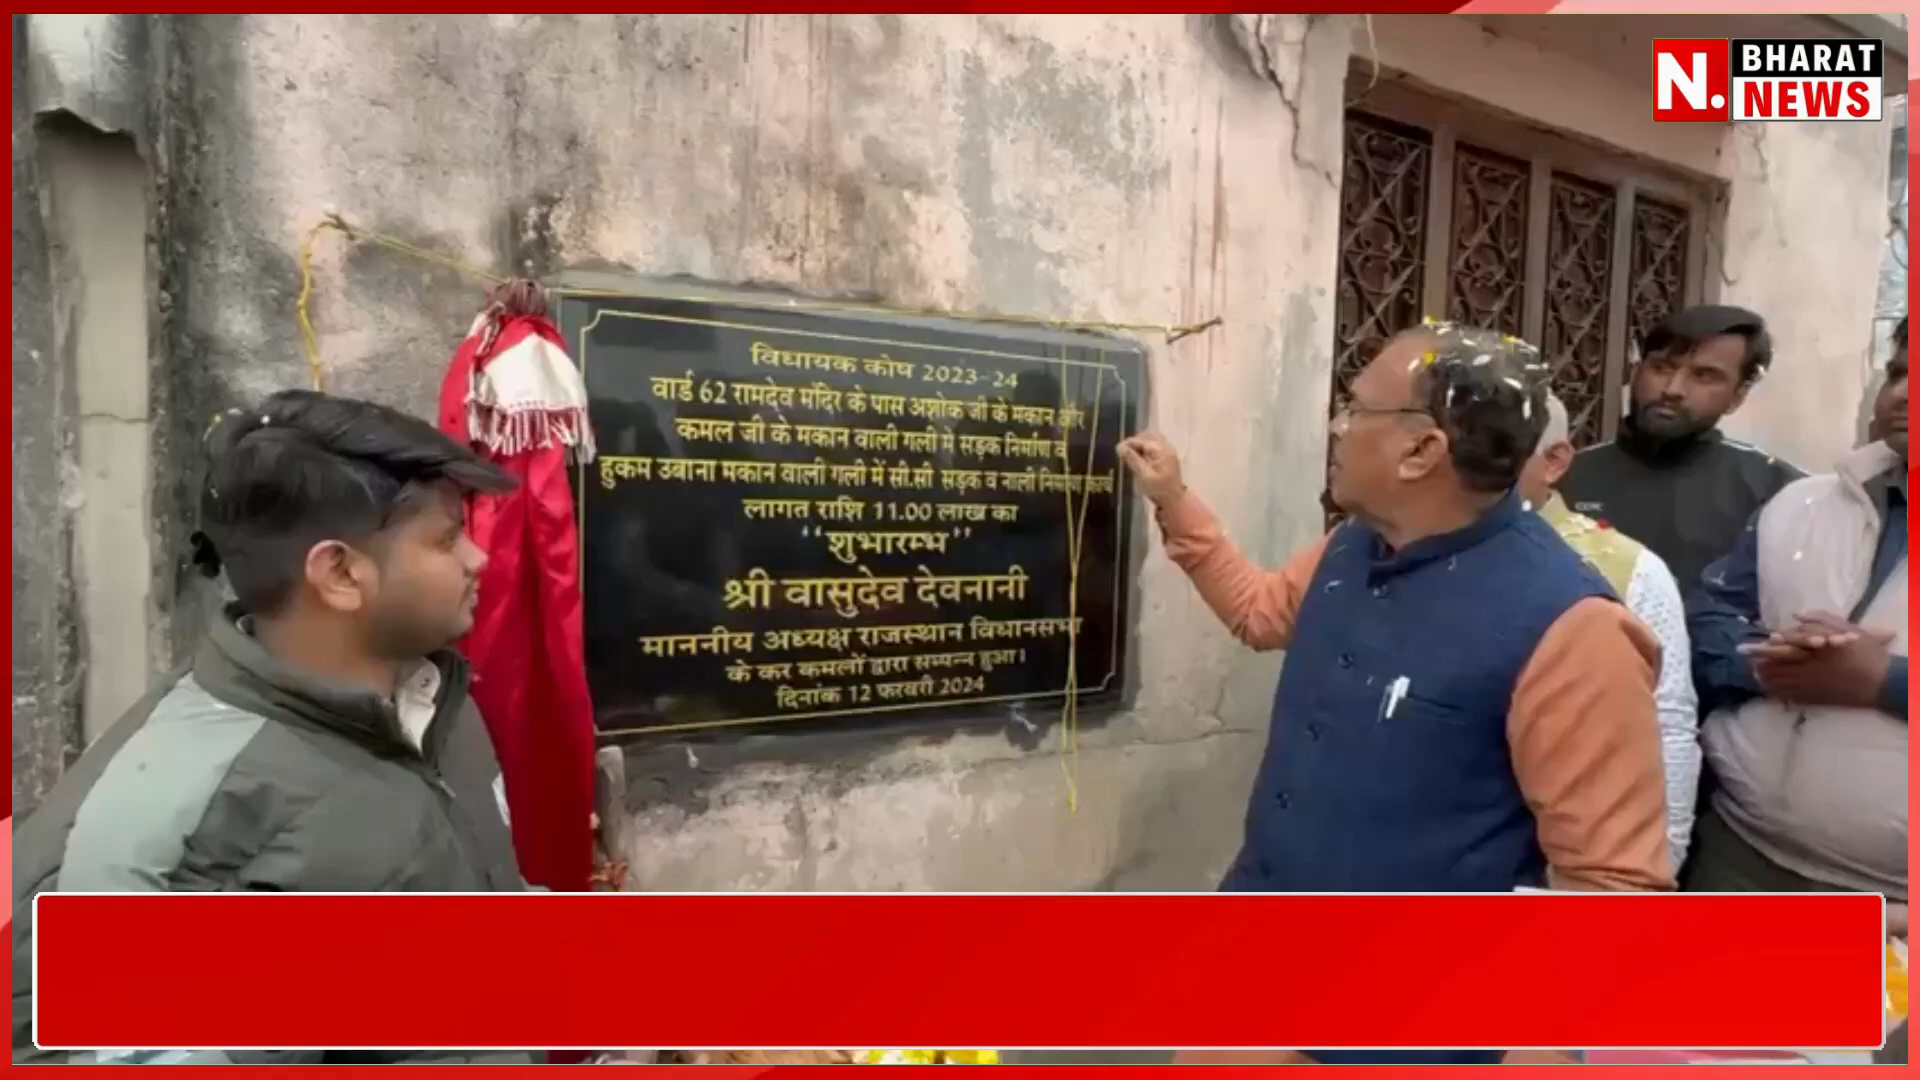 N. BHARAT
NEWS
विधायक कोष 2023-24
वार्ड 62 रामदेव मंदिर के पास अशोक जी के मकान और
कमल जी के मकान वाली गली में सड़क निर्माण व
हुकम उबाना मकान वाली गली में सी.सी सड़क व नाली निर्माण कार्य
लागत राशि 11.00 लाख का
“शुभारम्भ”
श्री वासुदेव देवनानी
माननीय अध्यक्ष राजस्थान विधानसभा
के कर कमलों द्वारा सम्पन्न हुआ।
दिनांक 12 फरवरी 2024